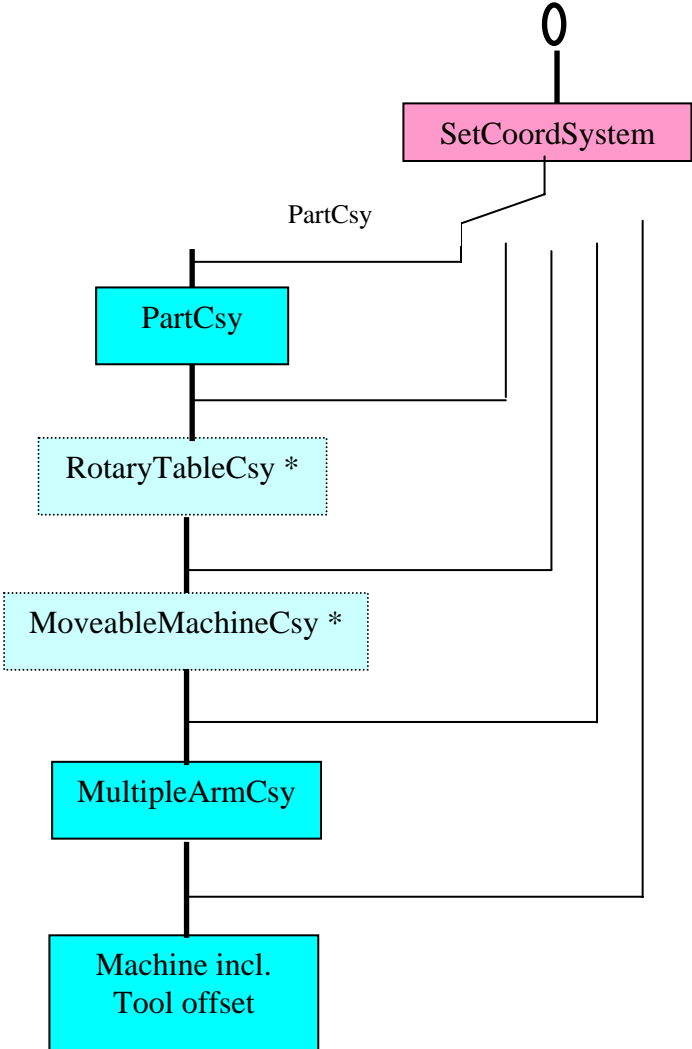 SetCoordSystem
PartCsy
PartCsy
RotaryTableCsy *
MoveableMachineCsy *
MultipleArmCsy
Machine incl.
Tool offset